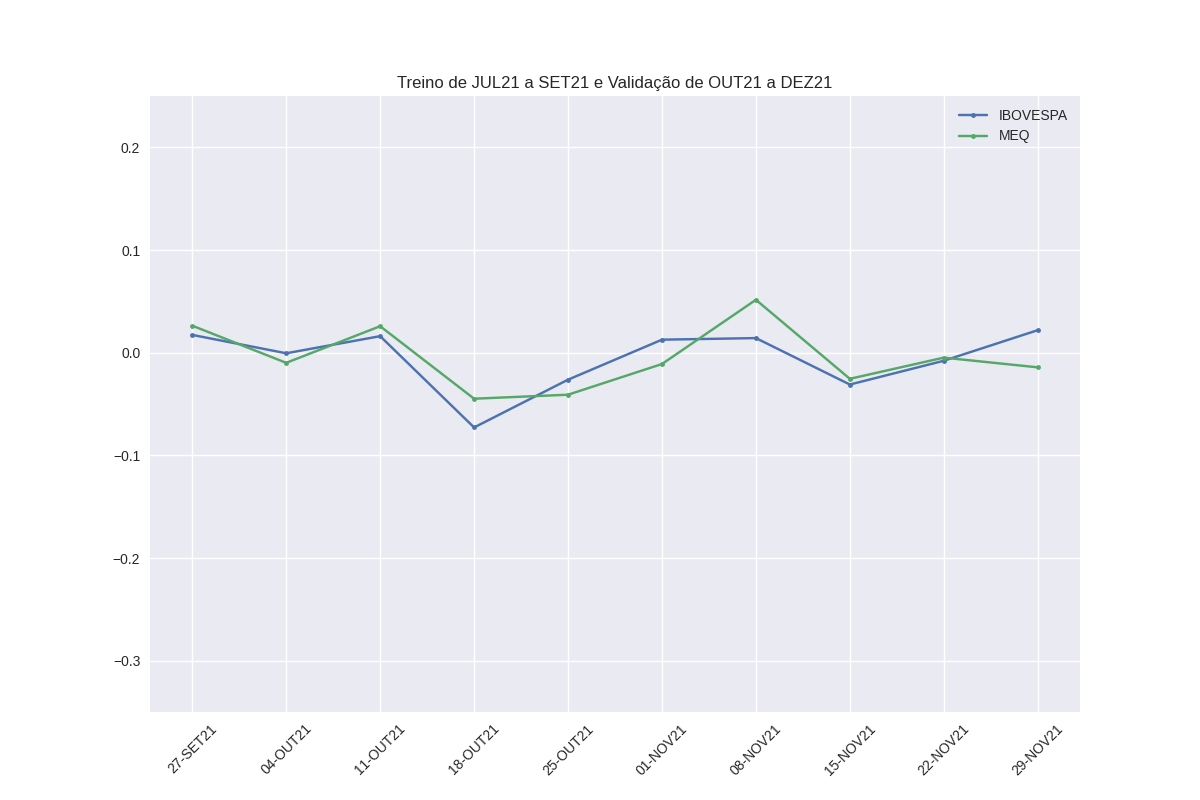 Treino de JUL21 a SET21 e Validação de OUT21 a DEZ21
IBOVESPA
MEQ
0.2
0.1
0.0
−0.1
−0.2
−0.3
27-SET21
04-OUT21
11-OUT21
18-OUT21
25-OUT21
01-NOV21
08-NOV21
15-NOV21
22-NOV21
29-NOV21